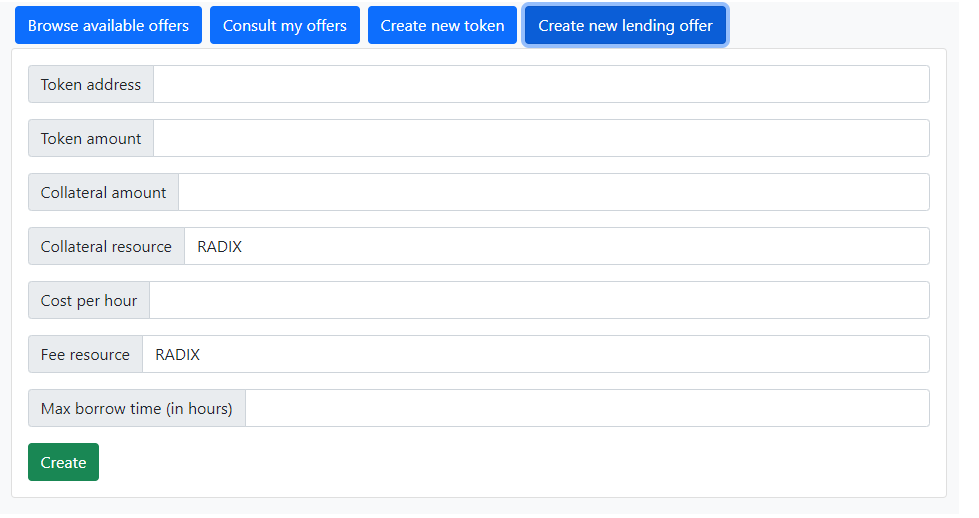 Browse available offers Consult my offers Create new token Create new lending offer
Token address
Token amount
Collateral amount
Collateral resource RADIX
Cost per hour
Fee resource RADIX
Max borrow time (in hours)
Create